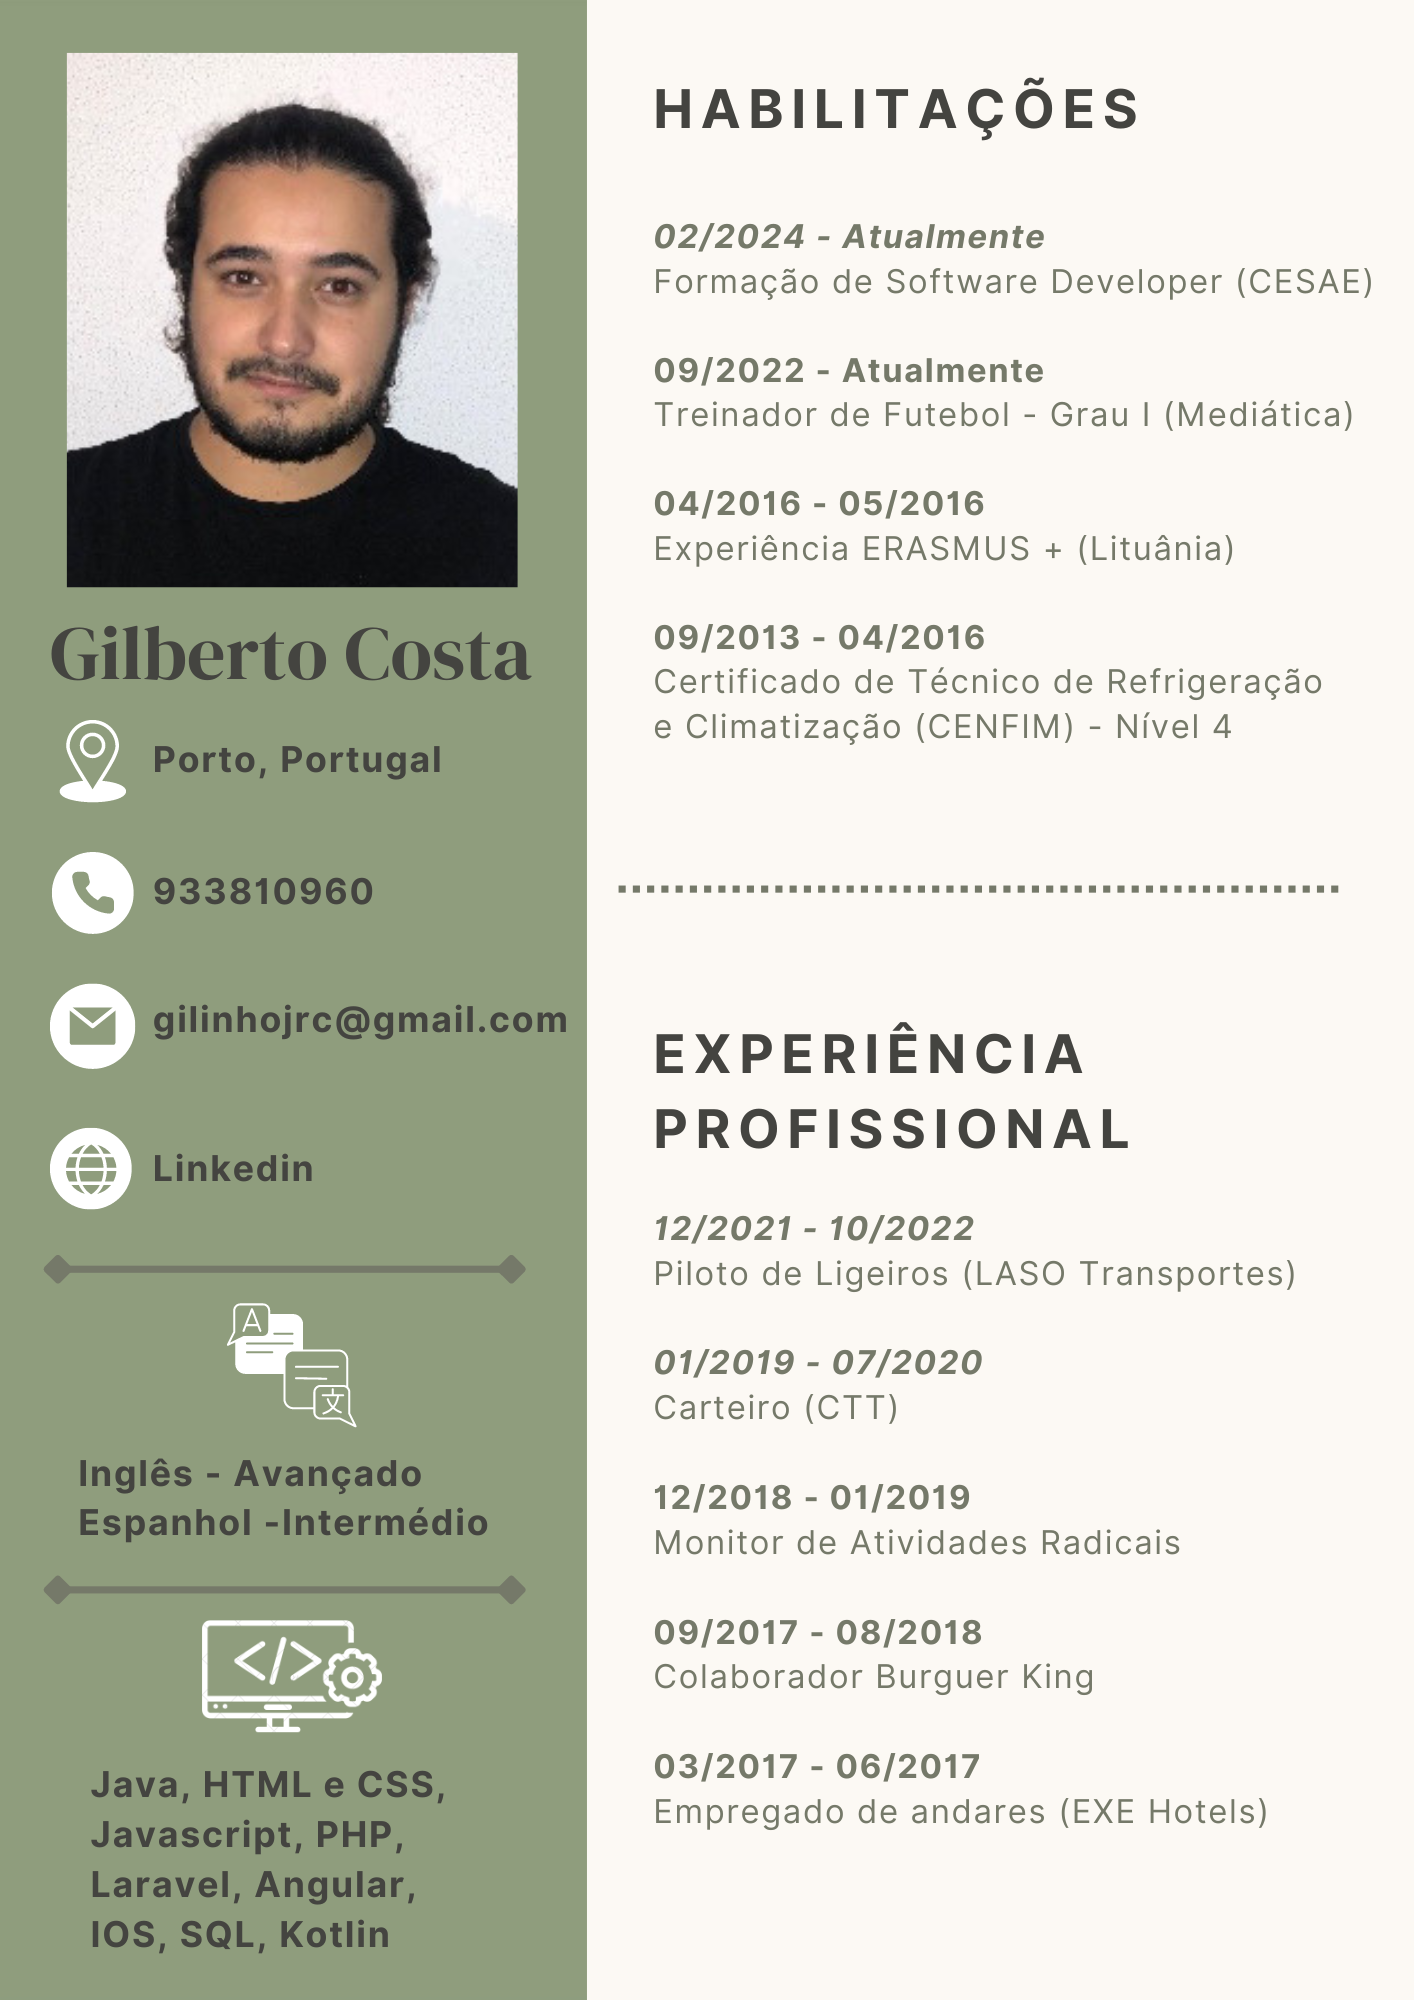 Gilberto Costa
Porto, Portugal
933810960
gilinhojrc@gmail.com
Linkedin
A
文
Inglês - Avançado
Espanhol -Intermédio
</>
Java, HTML e CSS,
Javascript, PHP,
Laravel, Angular,
IOS, SQL, Kotlin
HABILITAÇÕES
02/2024 - Atualmente
Formação de Software Developer (CESAE)
09/2022 - Atualmente
Treinador de Futebol - Grau I (Mediática)
04/2016 - 05/2016
Experiência ERASMUS + (Lituânia)
09/2013 - 04/2016
Certificado de Técnico de Refrigeração
e Climatização (CENFIM) - Nível 4
EXPERIÊNCIA
PROFISSIONAL
12/2021 - 10/2022
Piloto de Ligeiros (LASO Transportes)
01/2019 - 07/2020
Carteiro (CTT)
12/2018 - 01/2019
Monitor de Atividades Radicais
09/2017 - 08/2018
Colaborador Burguer King
03/2017 - 06/2017
Empregado de andares (EXE Hotels)